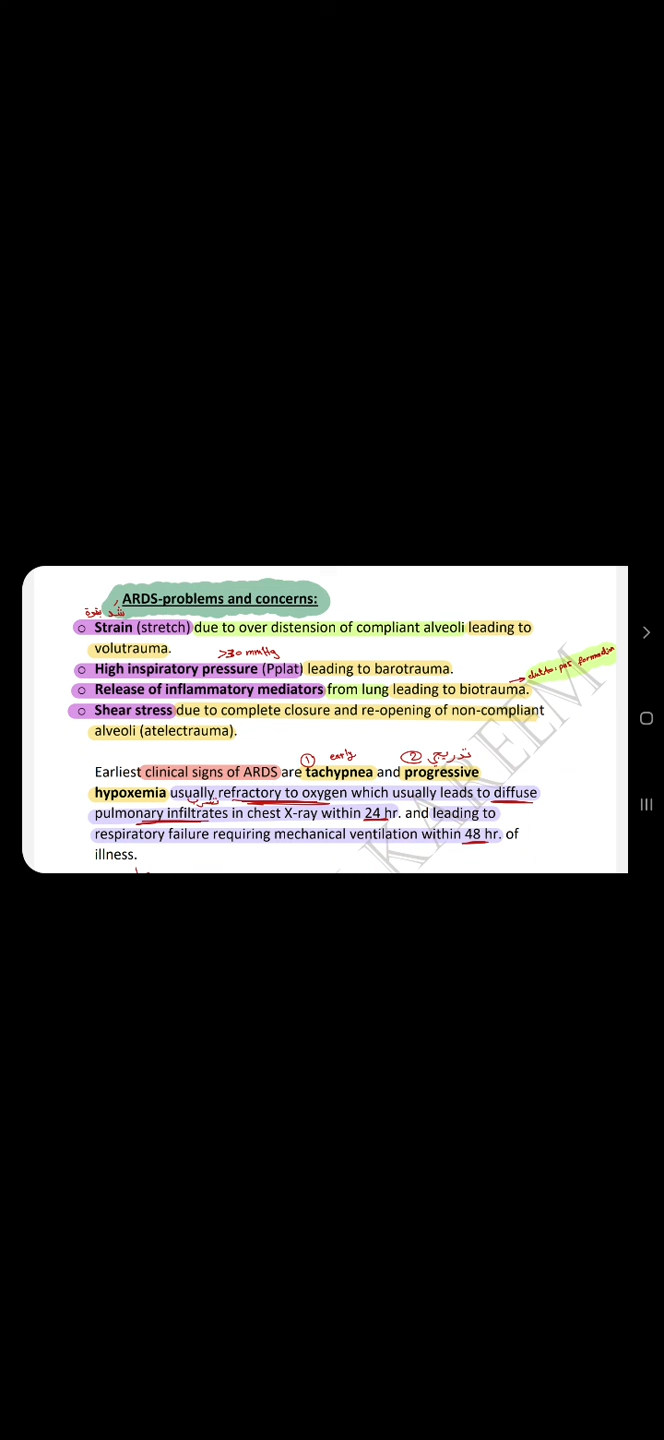 ARDS-problems and concerns:
شد بقوة
○ Strain (stretch) due to over distension of compliant alveoli leading to
volutrauma.
>30 mmHg
○ High inspiratory pressure (Pplat) leading to barotrauma.
○ Release of inflammatory mediators from lung leading to biotrauma.
○ Shear stress due to complete closure and re-opening of non-compliant
alveoli (atelectrauma).
① early ② تدريجي
Earliest clinical signs of ARDS are tachypnea and progressive
hypoxemia usually refractory to oxygen which usually leads to diffuse
pulmonary infiltrates in chest X-ray within 24 hr. and leading to
respiratory failure requiring mechanical ventilation within 48 hr. of
illness.
KAREEM